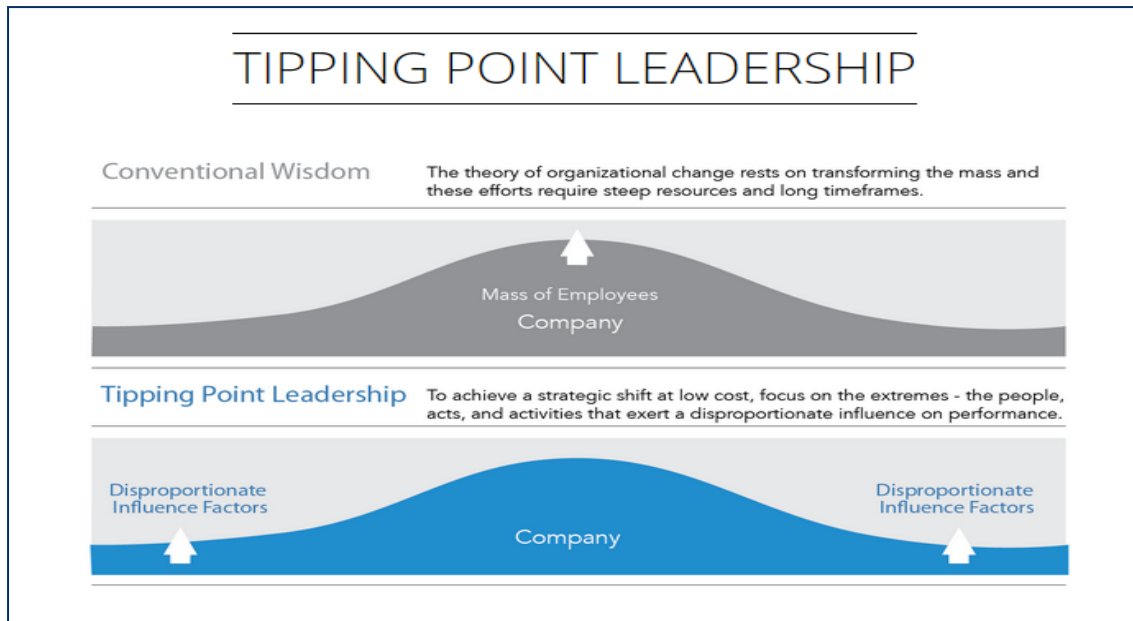 TIPPING POINT LEADERSHIP
Conventional Wisdom
The theory of organizational change rests on transforming the mass and
these efforts require steep resources and long timeframes.
Mass of Employees
Company
Tipping Point Leadership
To achieve a strategic shift at low cost, focus on the extremes - the people,
acts, and activities that exert a disproportionate influence on performance.
Disproportionate
Influence Factors
Disproportionate
Influence Factors
Company